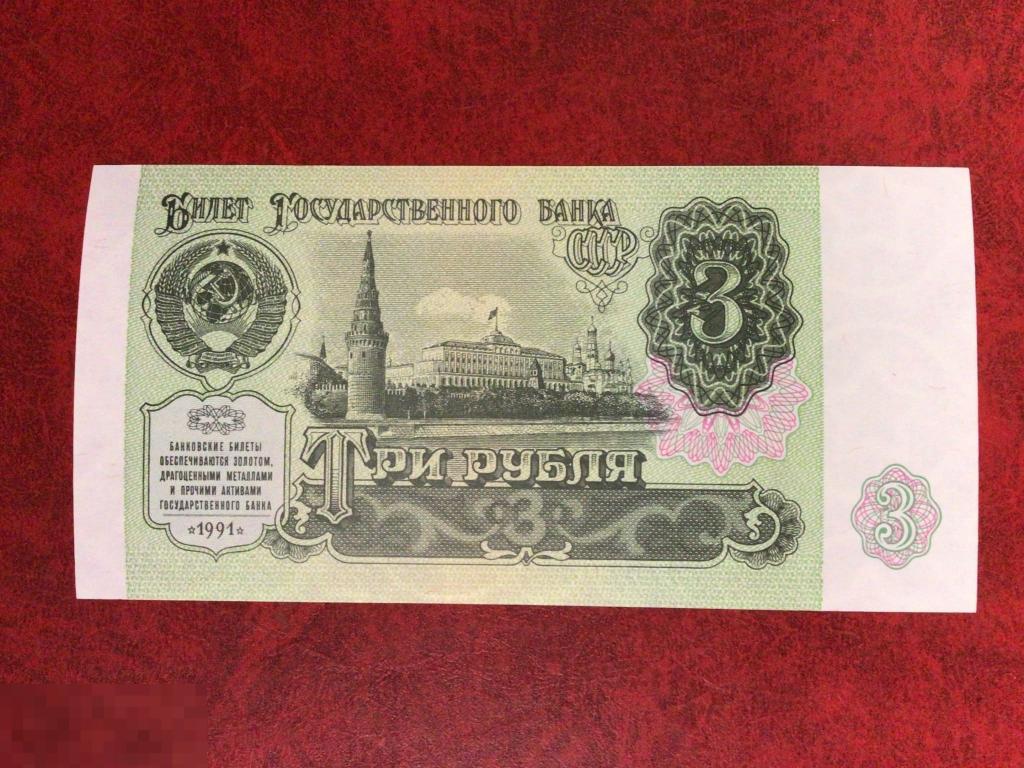 Билет Государственного банка
СССР
3
Банковские билеты
обеспечиваются золотом,
драгоценными металлами
и прочими активами
Государственного банка
☆1991☆
Три рубля
3
3